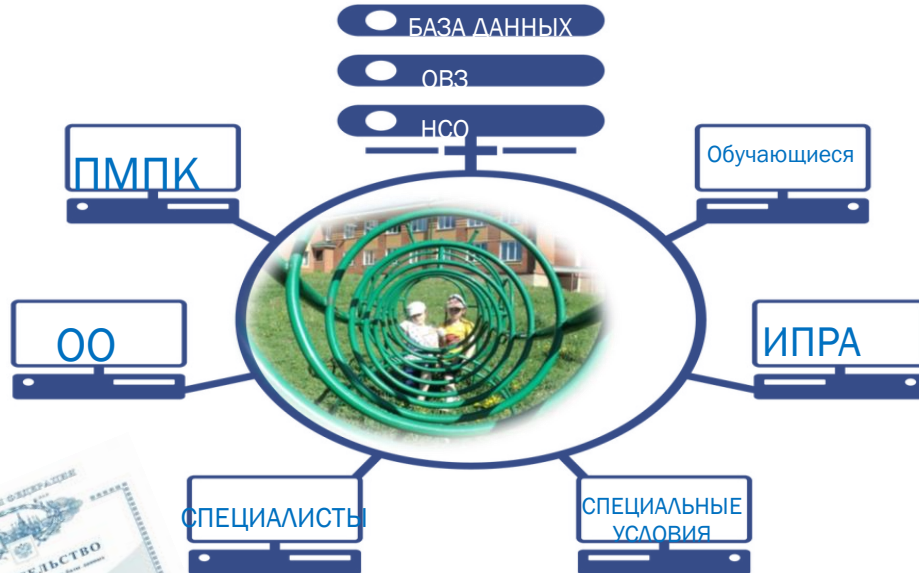 БАЗА ДАННЫХ
ОВЗ
НСО
ПМПК
Обучающиеся
ОО
ИПРА
СПЕЦИАЛИСТЫ
СПЕЦИАЛЬНЫЕ
УСЛОВИЯ